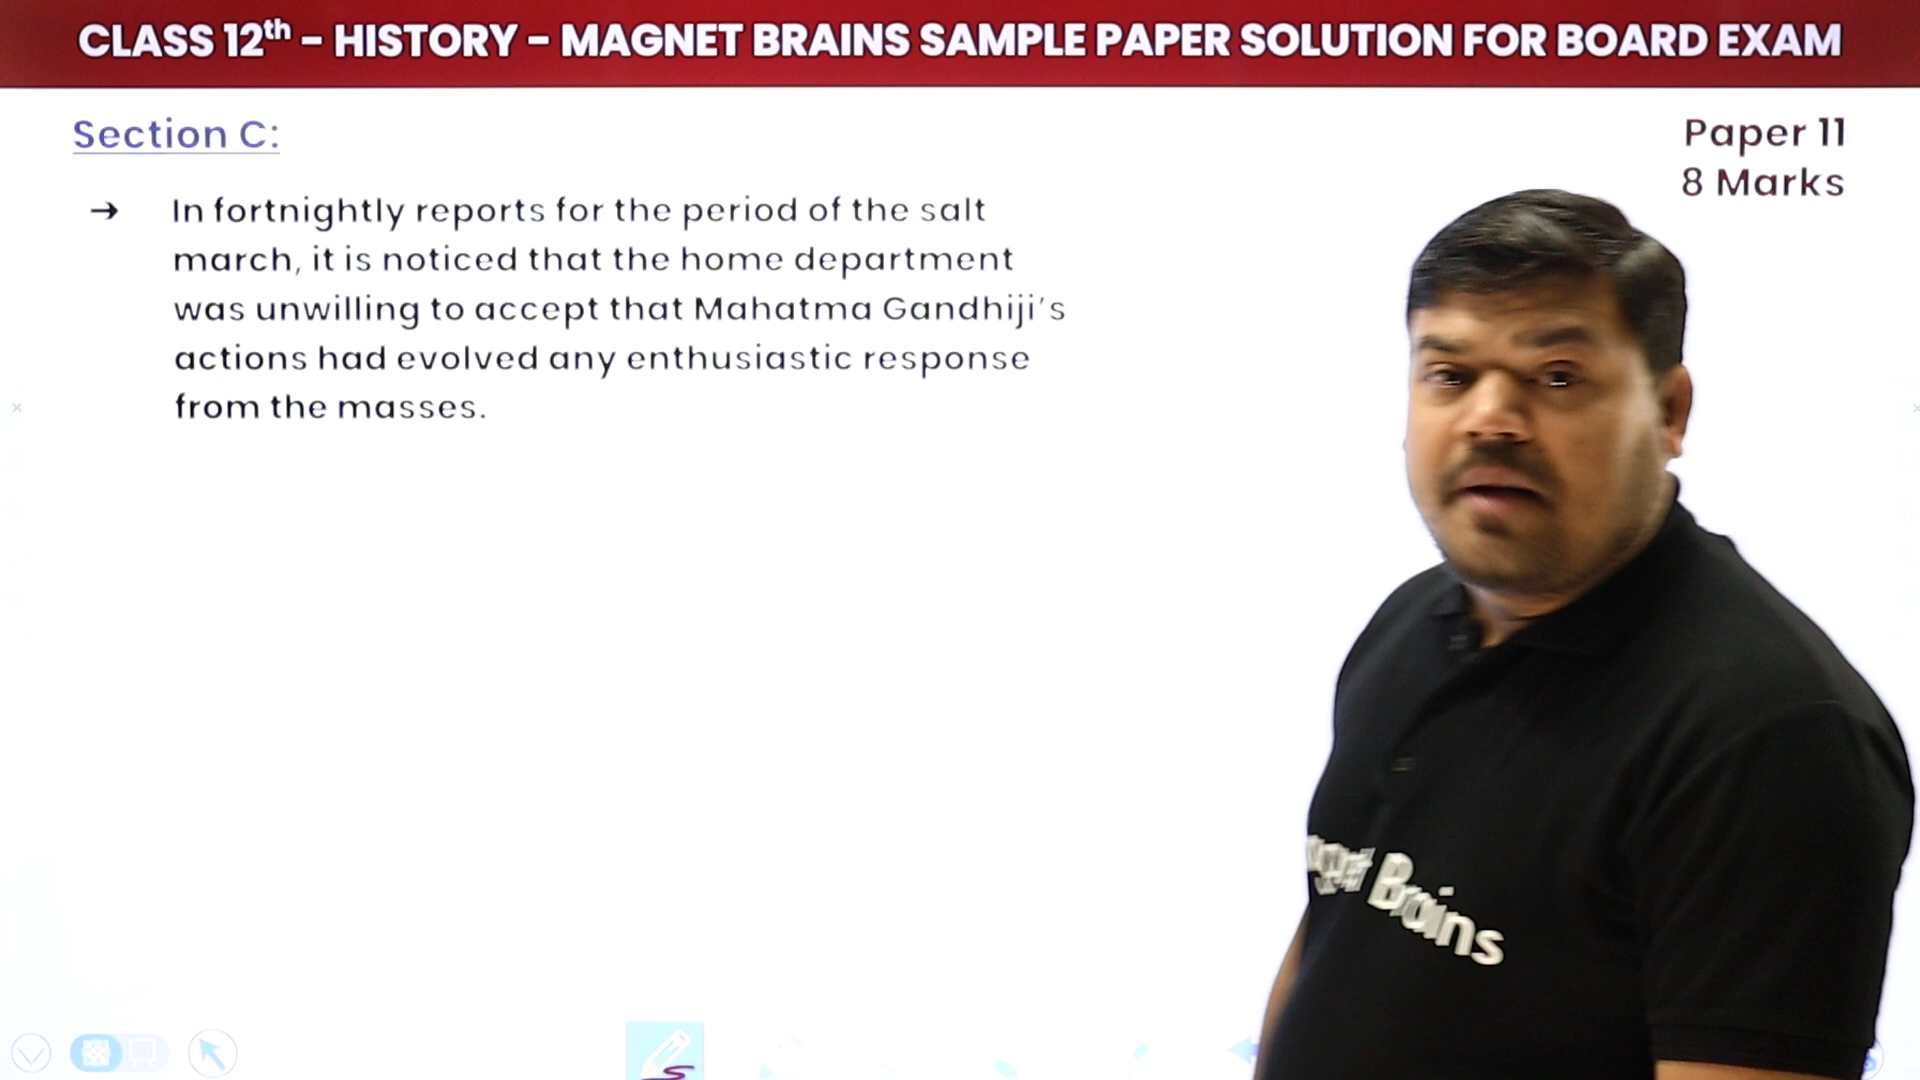 CLASS 12th – HISTORY – MAGNET BRAINS SAMPLE PAPER SOLUTION FOR BOARD EXAM
Section C:
Paper 11
8 Marks
→ In fortnightly reports for the period of the salt
march, it is noticed that the home department
was unwilling to accept that Mahatma Gandhiji's
actions had evolved any enthusiastic response
from the masses.
Brains